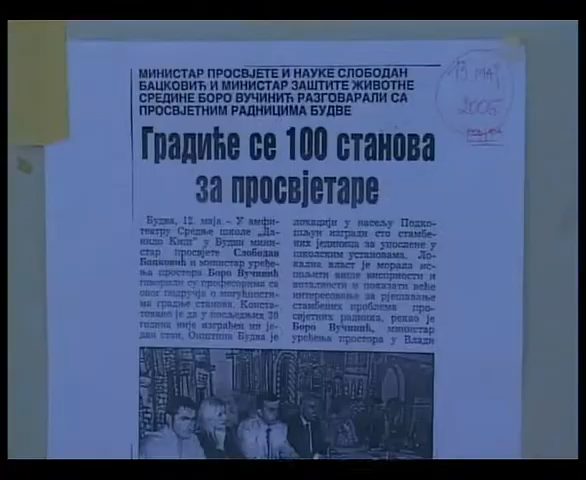 МИНИСТАР ПРОСВЈЕТЕ И НАУКЕ СЛОБОДАН
БАЦКОВИЋ И МИНИСТАР ЗАШТИТЕ ЖИВОТНЕ
СРЕДИНЕ БОРО ВУЧИНИЋ РАЗГОВАРАЛИ СА
ПРОСВЈЕТНИМ РАДНИЦИМА БУДВЕ
13 МАЈ
2005
Градиће се 100 станова
за просвјетаре
Будва, 12. маја – У амфи-
театру Средње школе „Да-
нило Киш" у Будви мини-
стар просвјете Слободан
Бацковић и министар уређе-
ња простора Боро Вучинић
говорили су професорима са
овог подручја о могућности-
ма градње станова. Конста-
товано је да у посљедњих 20
година није изграђен ни је-
дан стан. Општина Будва је
локацији у насељу Подко-
шљун изгради сто стамбе-
них јединица за упослене у
школским установама. Ло-
кална власт је морала
и показати веће
интересовање за рјешавање
стамбених проблема про-
свјетних радника, рекао је
Боро Вучинић, министар
уређења простора у Влади